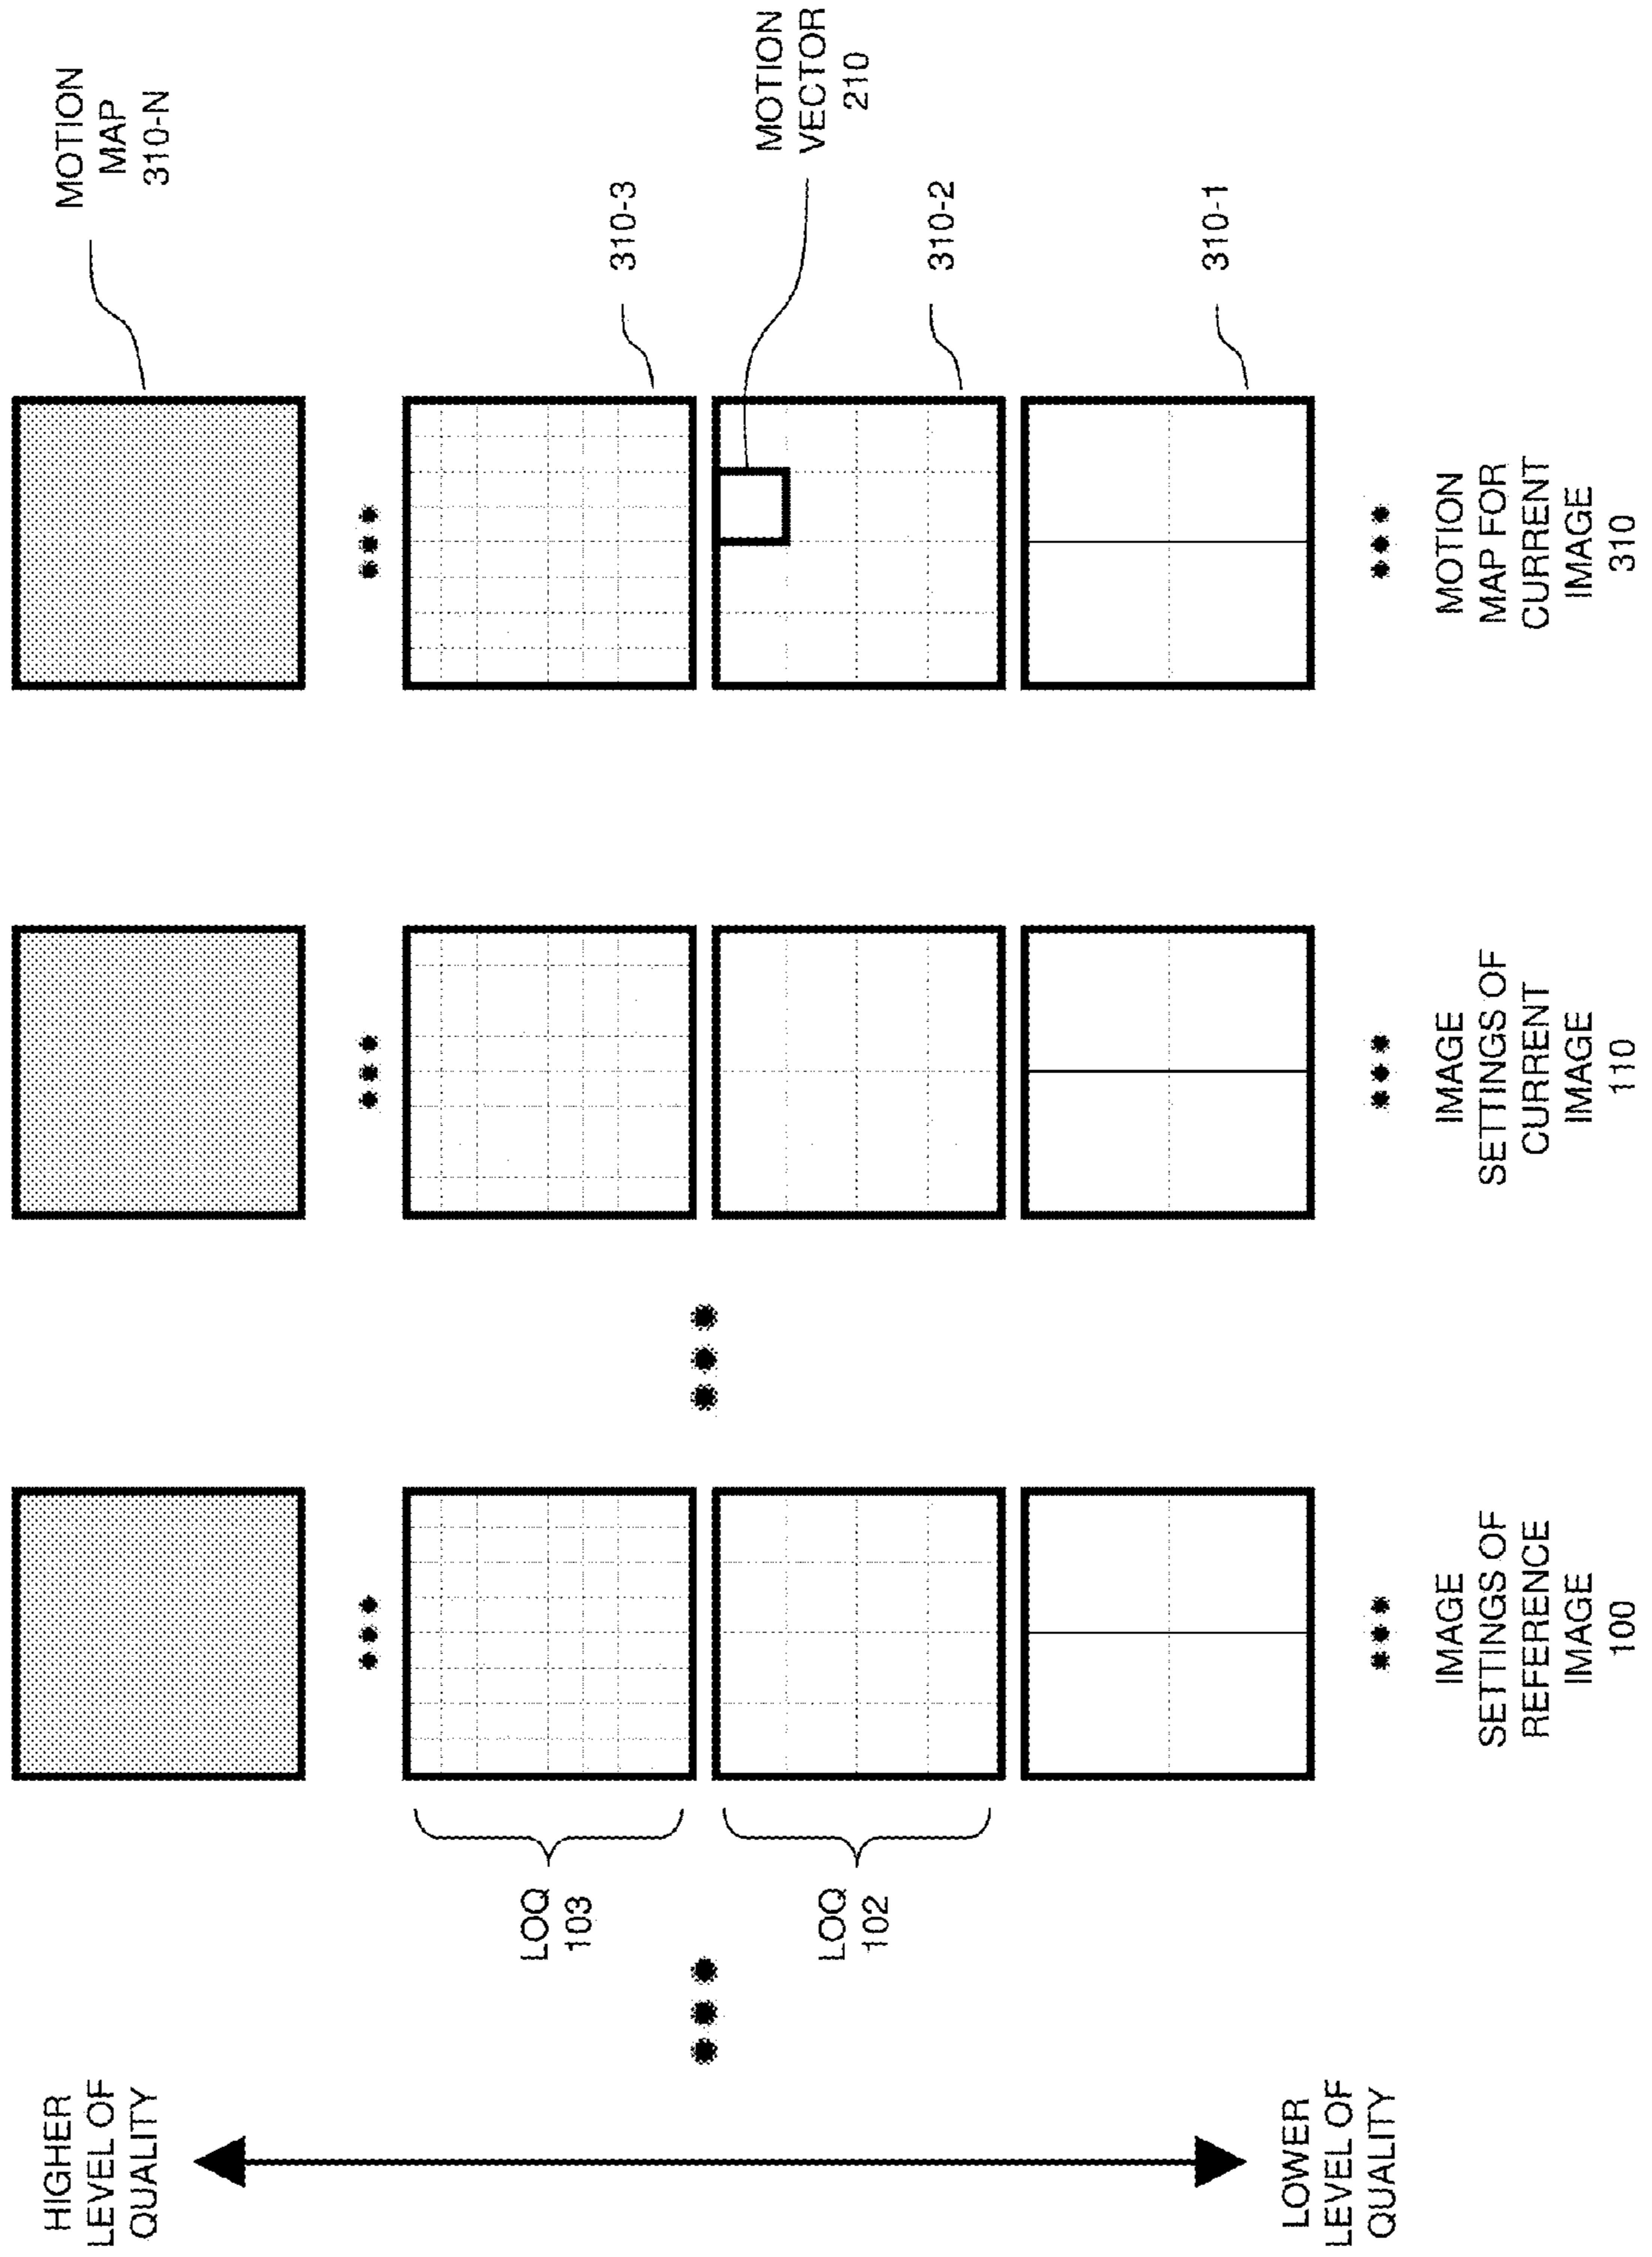 HIGHER
LEVEL OF
QUALITY
LOWER
LEVEL OF
QUALITY
LOQ
103
LOQ
102
IMAGE
SETTINGS OF
REFERENCE
IMAGE
100
IMAGE
SETTINGS OF
CURRENT
IMAGE
110
MOTION
MAP FOR
CURRENT
IMAGE
310
MOTION
MAP
310-N
310-3
MOTION
VECTOR
210
310-2
310-1